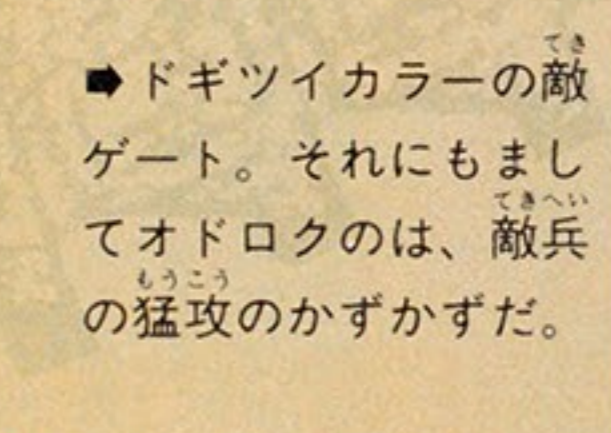 ➡ドギツイカラーの敵
ゲート。それにもまし
てオドロクのは、敵兵
の猛攻のかずかずだ。